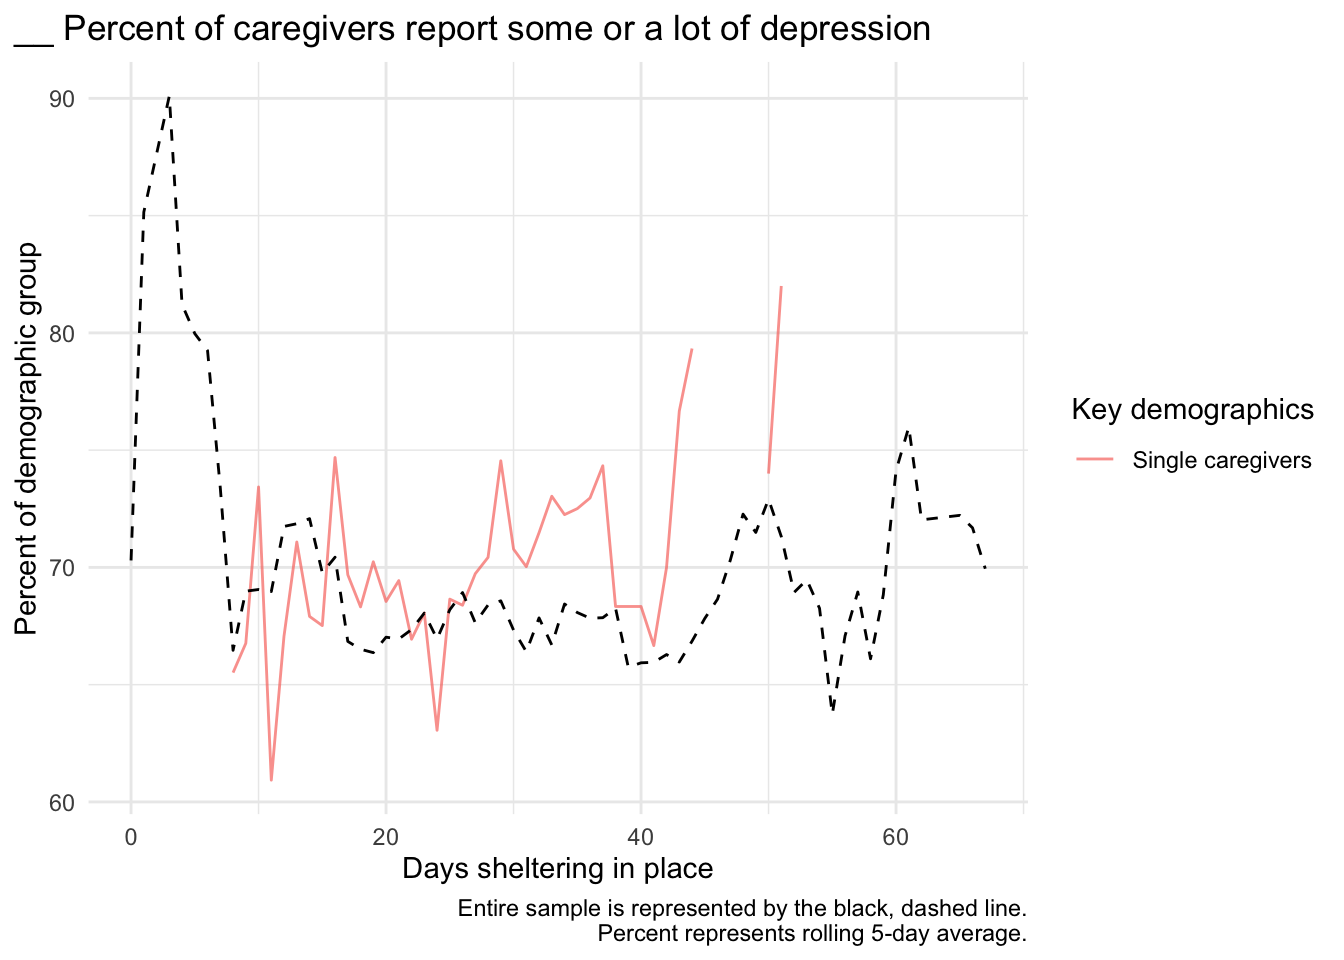 __ Percent of caregivers report some or a lot of depression
Percent of demographic group
90
80
70
60
0 20 40 60
Days sheltering in place
Key demographics
Single caregivers
Entire sample is represented by the black, dashed line.
Percent represents rolling 5-day average.